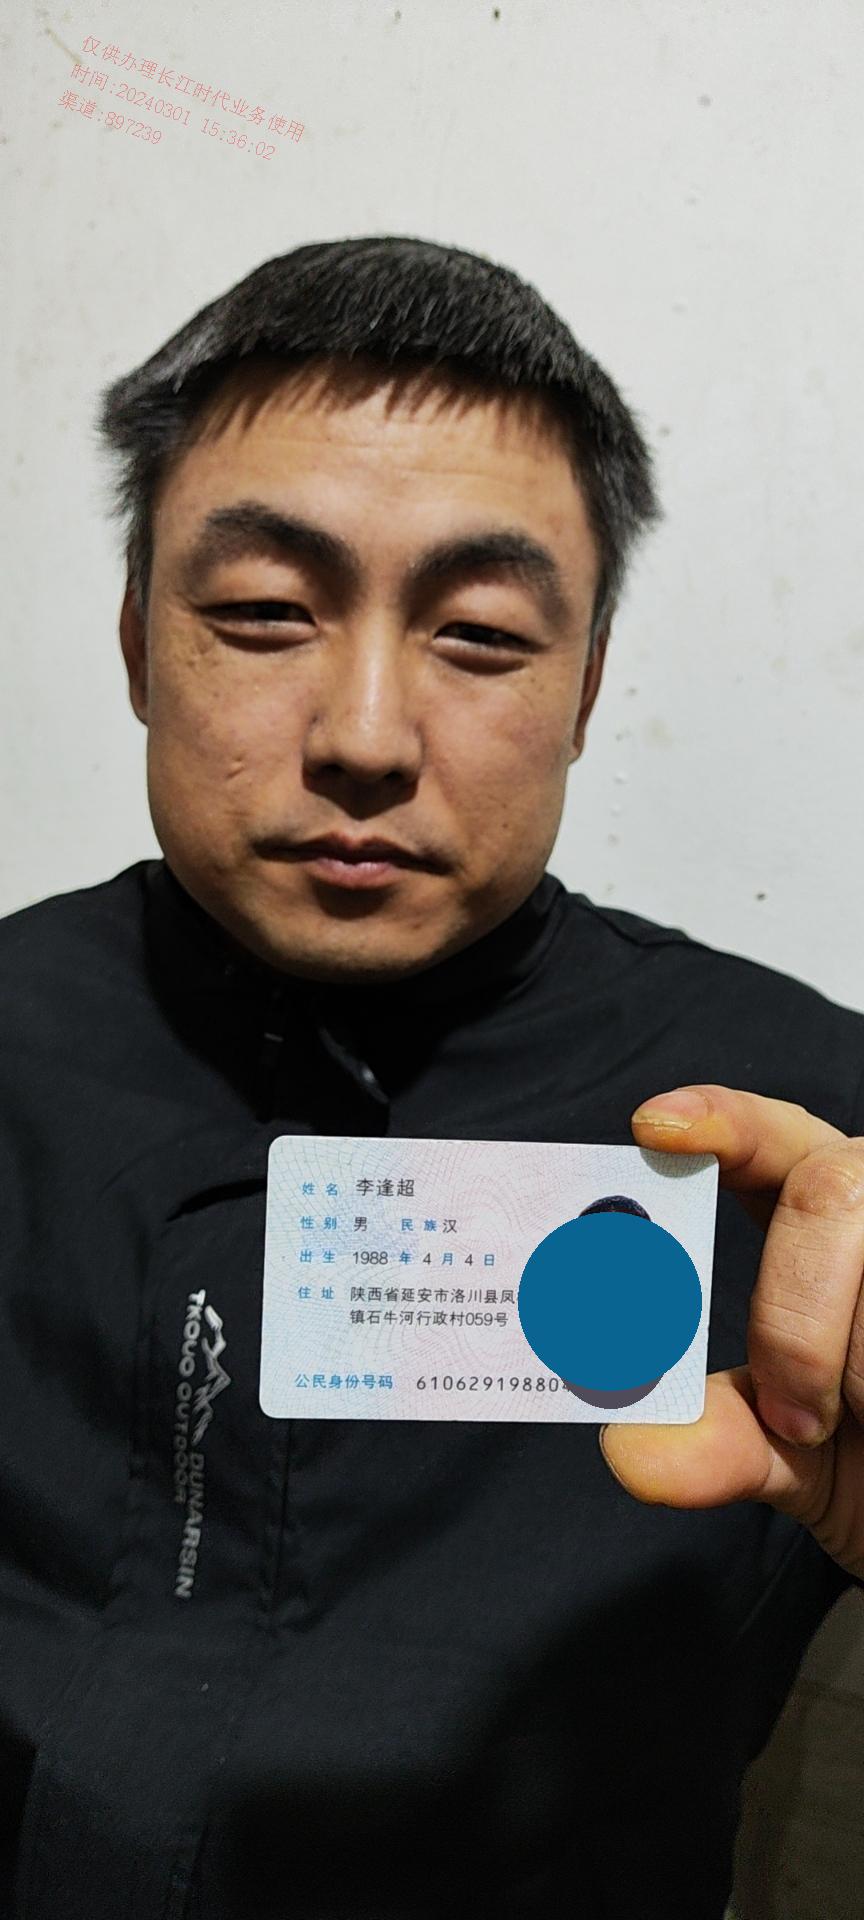 仅供办理长江时代业务使用
时间:20240301 15:36:02
渠道:897239
姓名 李逢超
性别 男 民族 汉
出生 1988 年 4 月 4 日
住址 陕西省延安市洛川县凤
镇石牛河行政村059号
公民身份号码 61062919880
TKOVO OUTDOOR
DUNARSIN